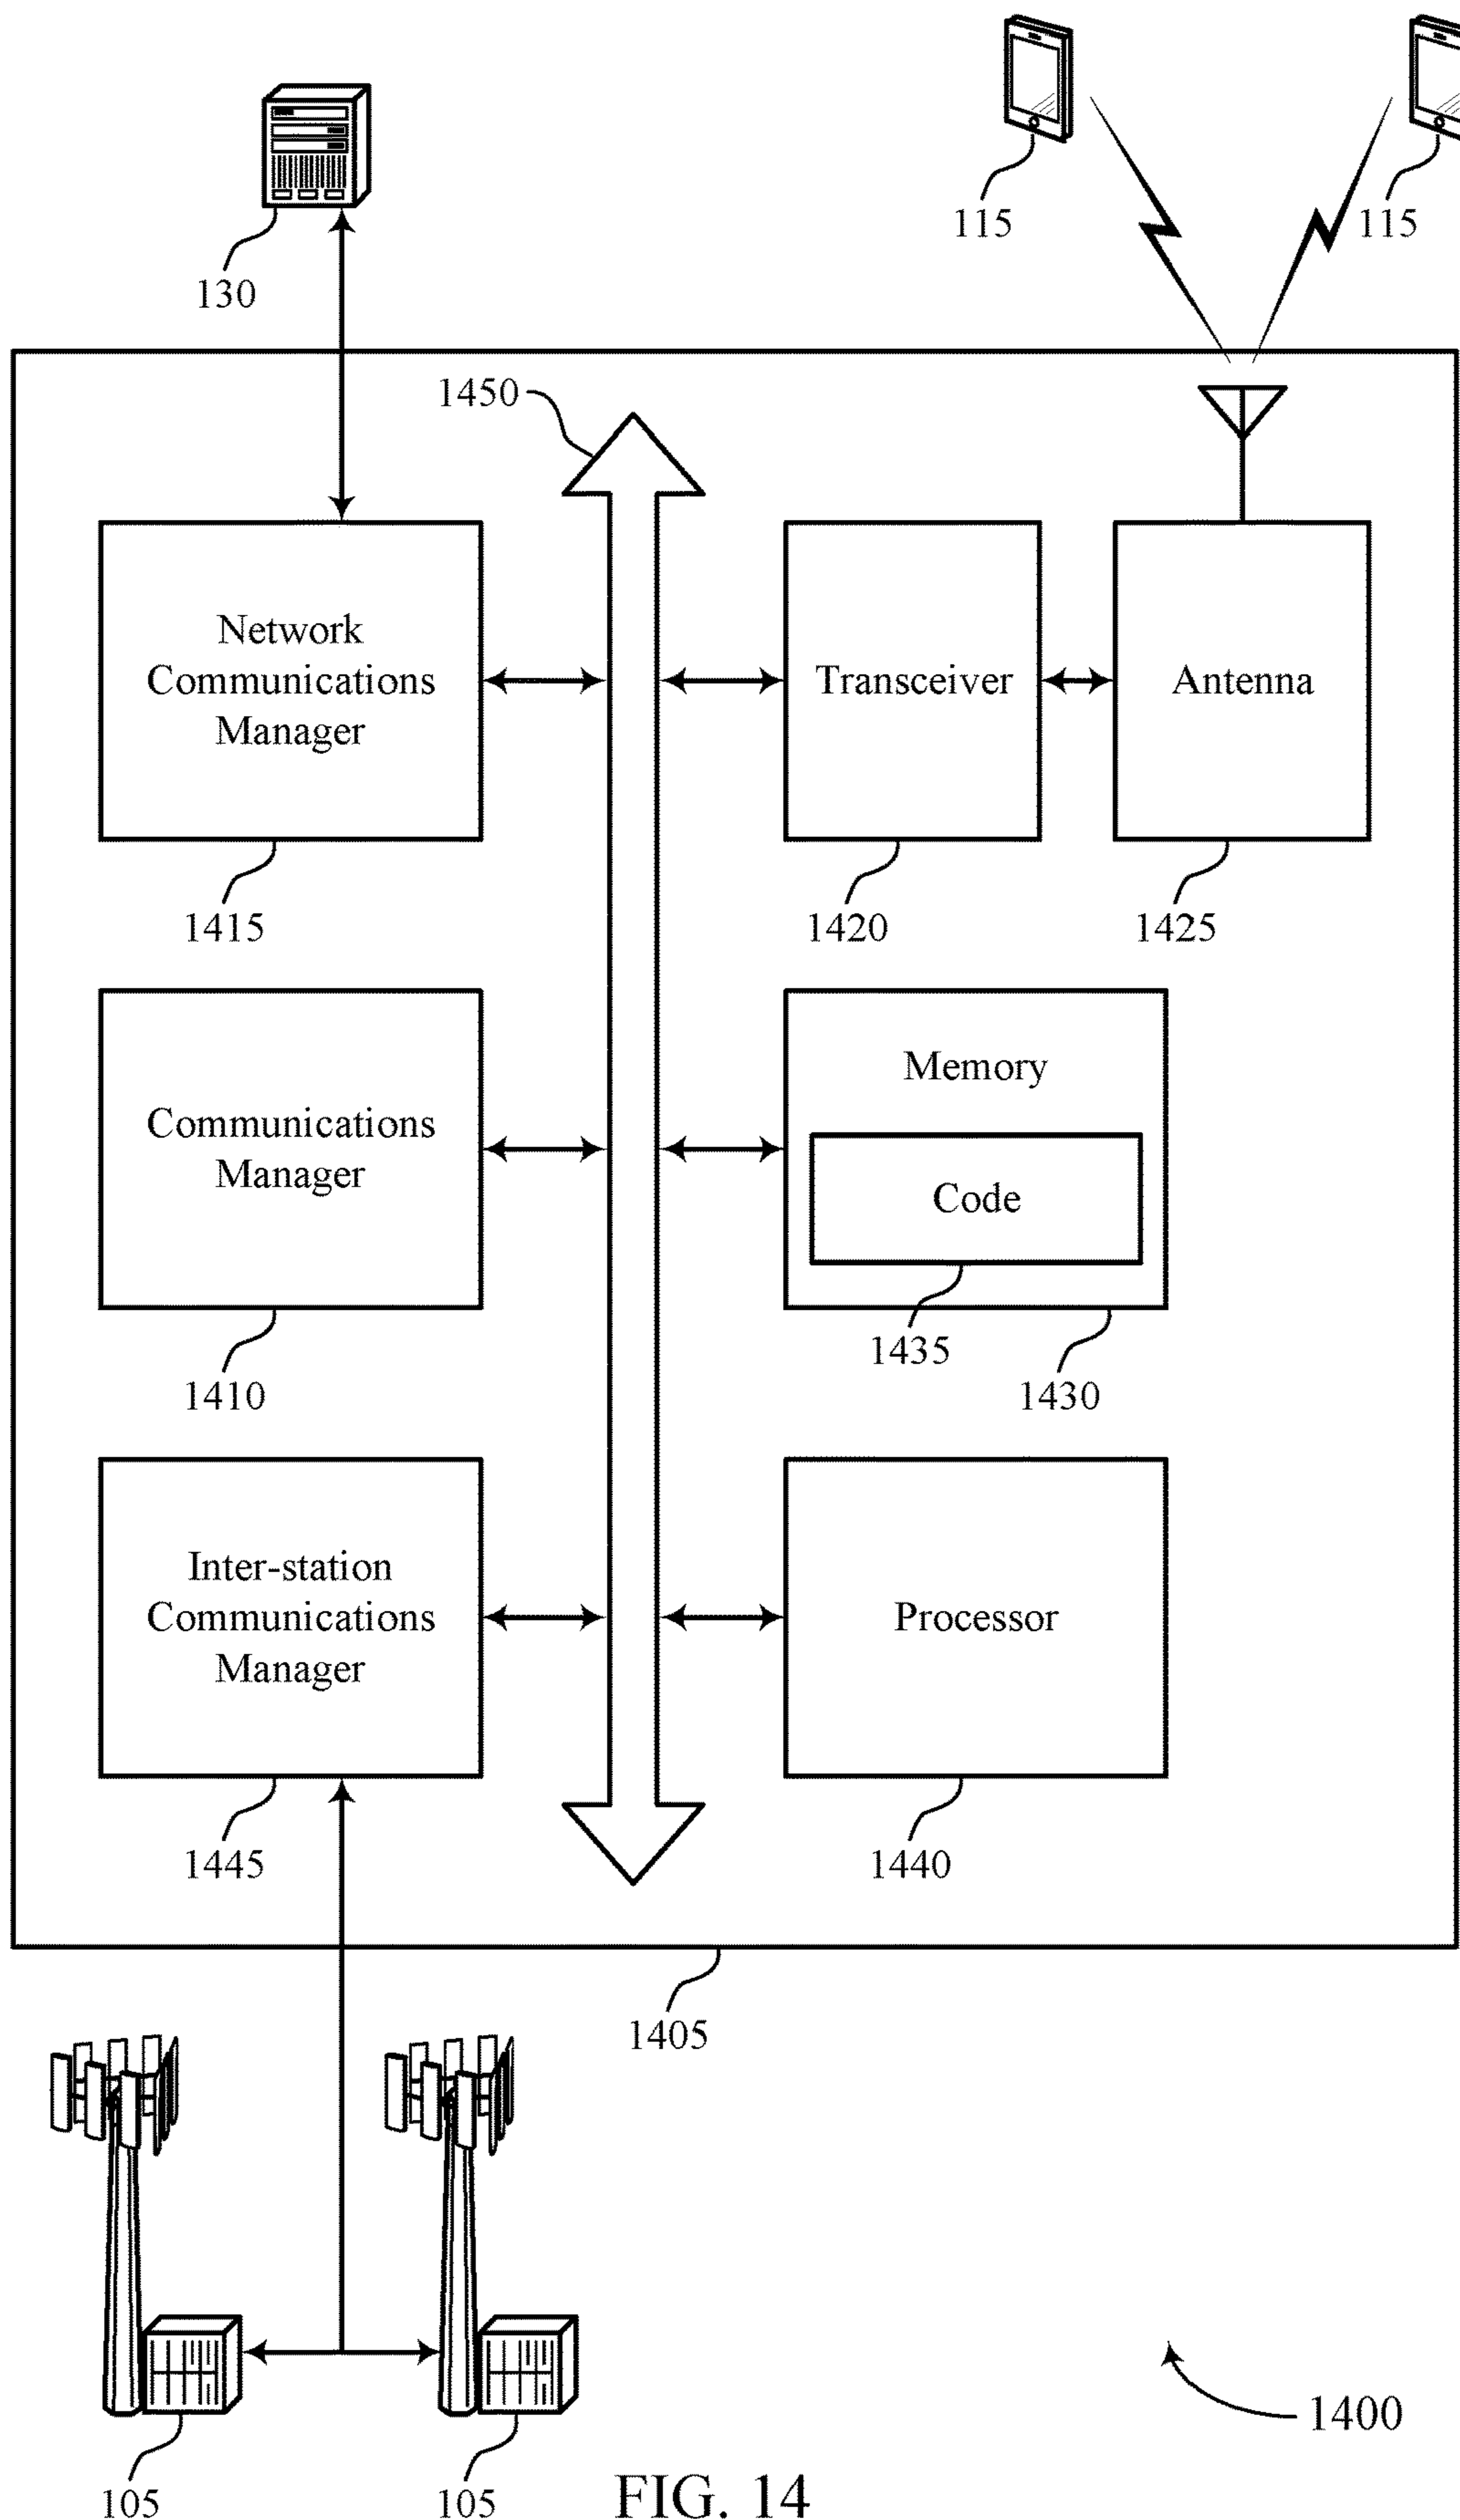 115
115
130
1450
Network
Communications
Manager
Transceiver
Antenna
1415
1420
1425
Communications
Manager
Memory
Code
1410
1435
1430
Inter-station
Communications
Manager
Processor
1445
1440
1405
1400
105
105
FIG. 14